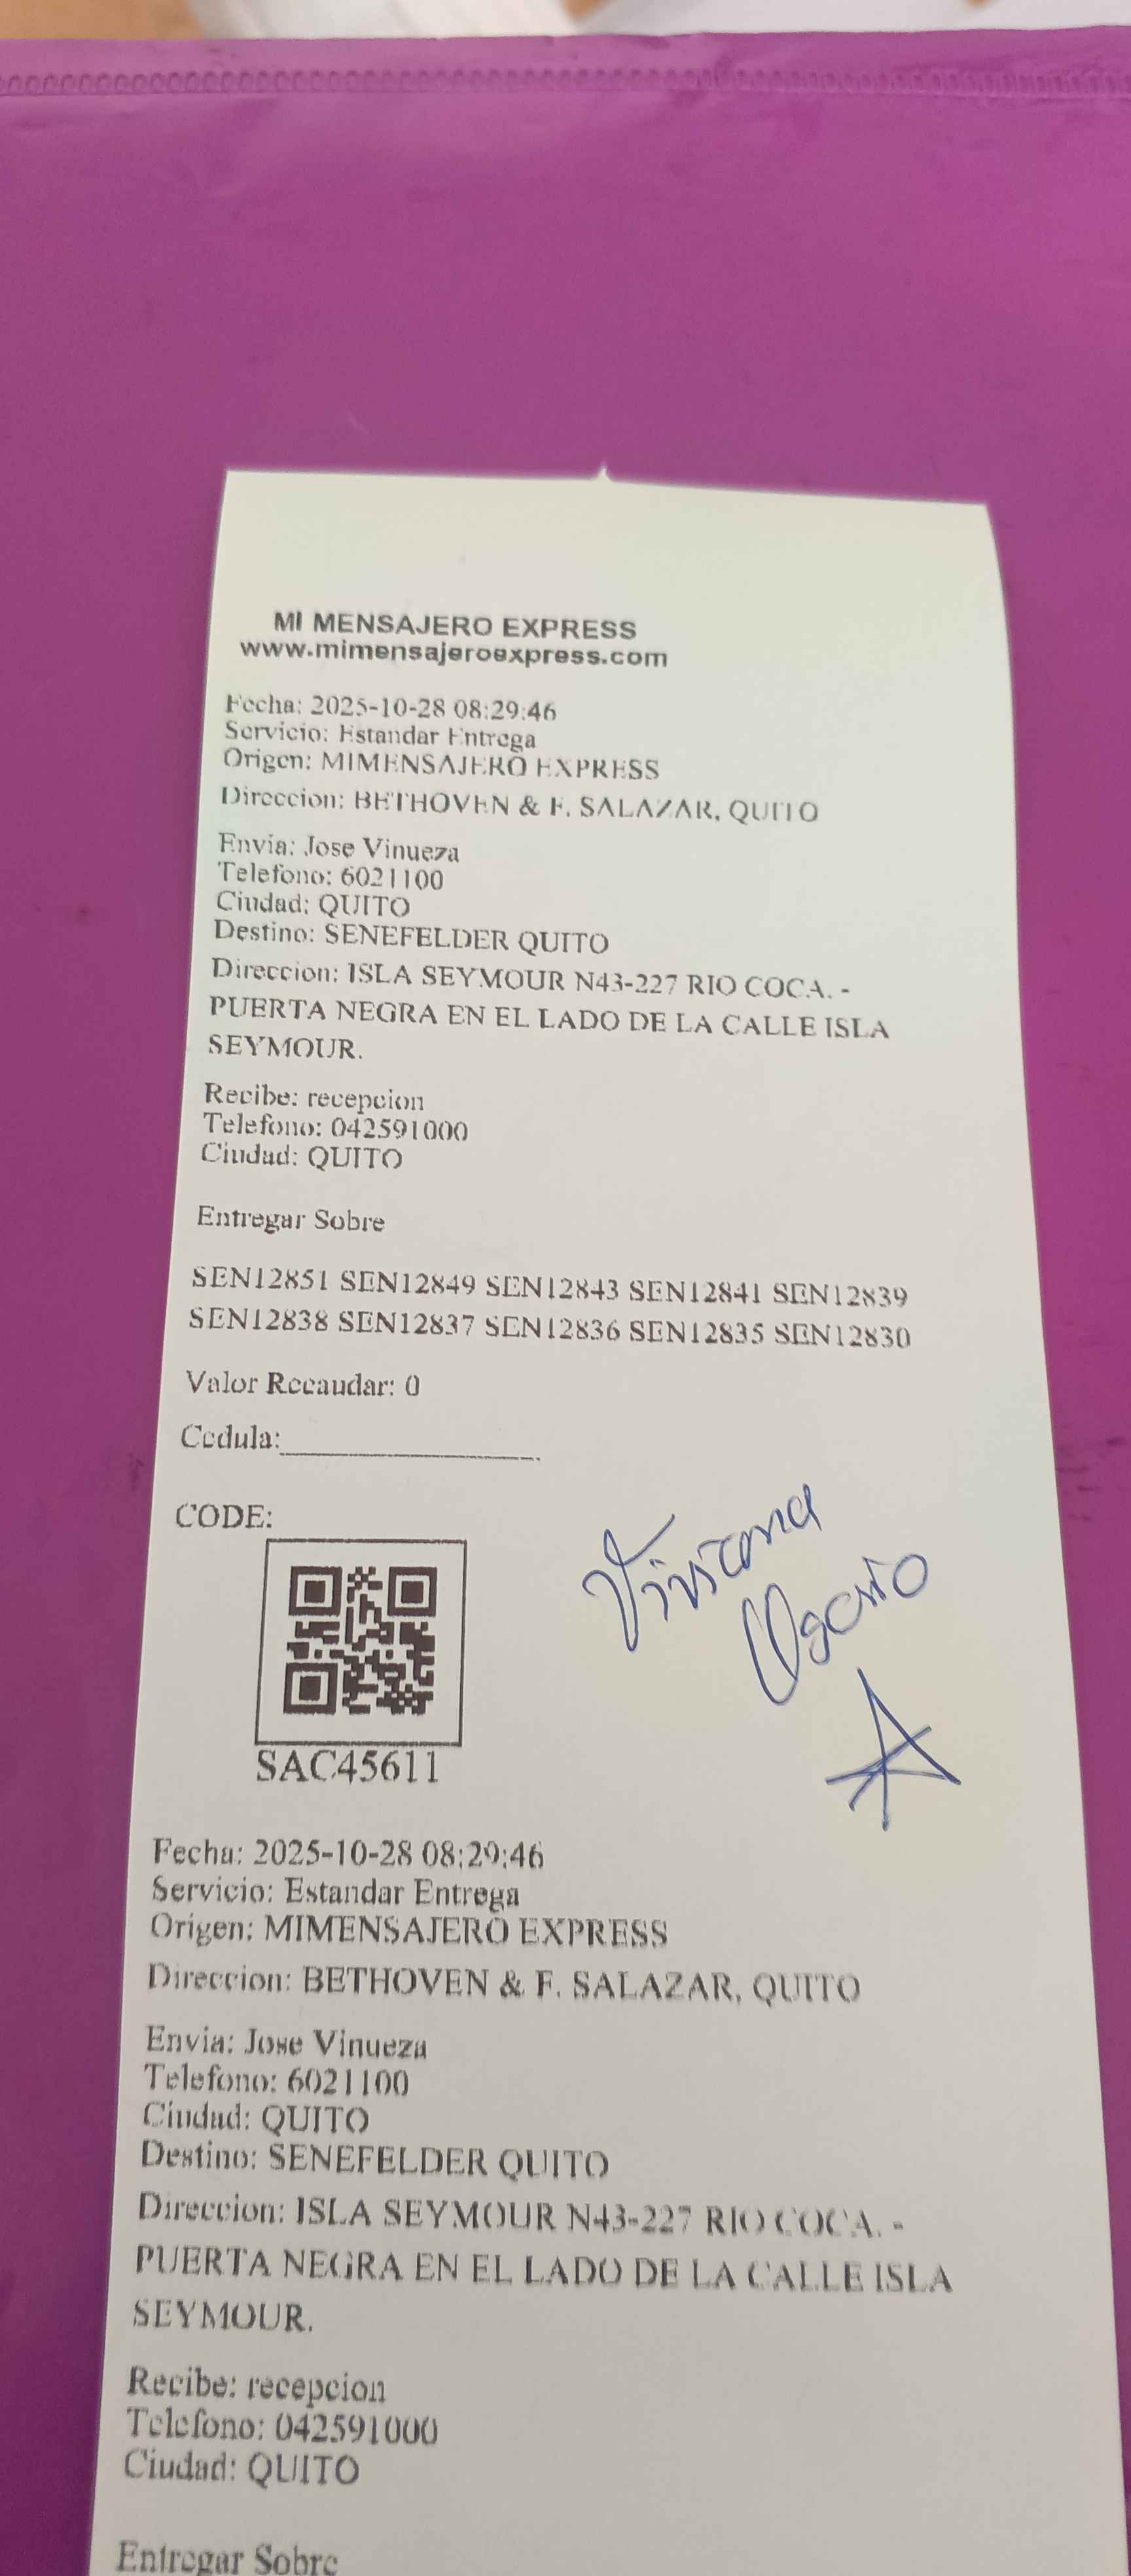 MI MENSAJERO EXPRESS
www.mimensajeroexpress.com
Fecha: 2025-10-28 08:29:46
Servicio: Estandar Entrega
Origen: MIMENSAJERO EXPRESS
Direccion: BETHOVEN & F. SALAZAR, QUITO
Envia: Jose Vinueza
Telefono: 6021100
Ciudad: QUITO
Destino: SENEFELDER QUITO
Direccion: ISLA SEYMOUR N43-227 RIO COCA. -
PUERTA NEGRA EN EL LADO DE LA CALLE ISLA
SEYMOUR.
Recibe: recepcion
Telefono: 042591000
Ciudad: QUITO
Entregar Sobre
SEN12851 SEN12849 SEN12843 SEN12841 SEN12839
SEN12838 SEN12837 SEN12836 SEN12835 SEN12830
Valor Recaudar: 0
Cedula:
CODE:
Viviana
Osorio
SAC45611
Fecha: 2025-10-28 08:29:46
Servicio: Estandar Entrega
Origen: MIMENSAJERO EXPRESS
Direccion: BETHOVEN & F. SALAZAR, QUITO
Envia: Jose Vinueza
Telefono: 6021100
Ciudad: QUITO
Destino: SENEFELDER QUITO
Direccion: ISLA SEYMOUR N43-227 RIO COCA. -
PUERTA NEGRA EN EL LADO DE LA CALLE ISLA
SEYMOUR.
Recibe: recepcion
Telefono: 042591000
Ciudad: QUITO
Entregar Sobre